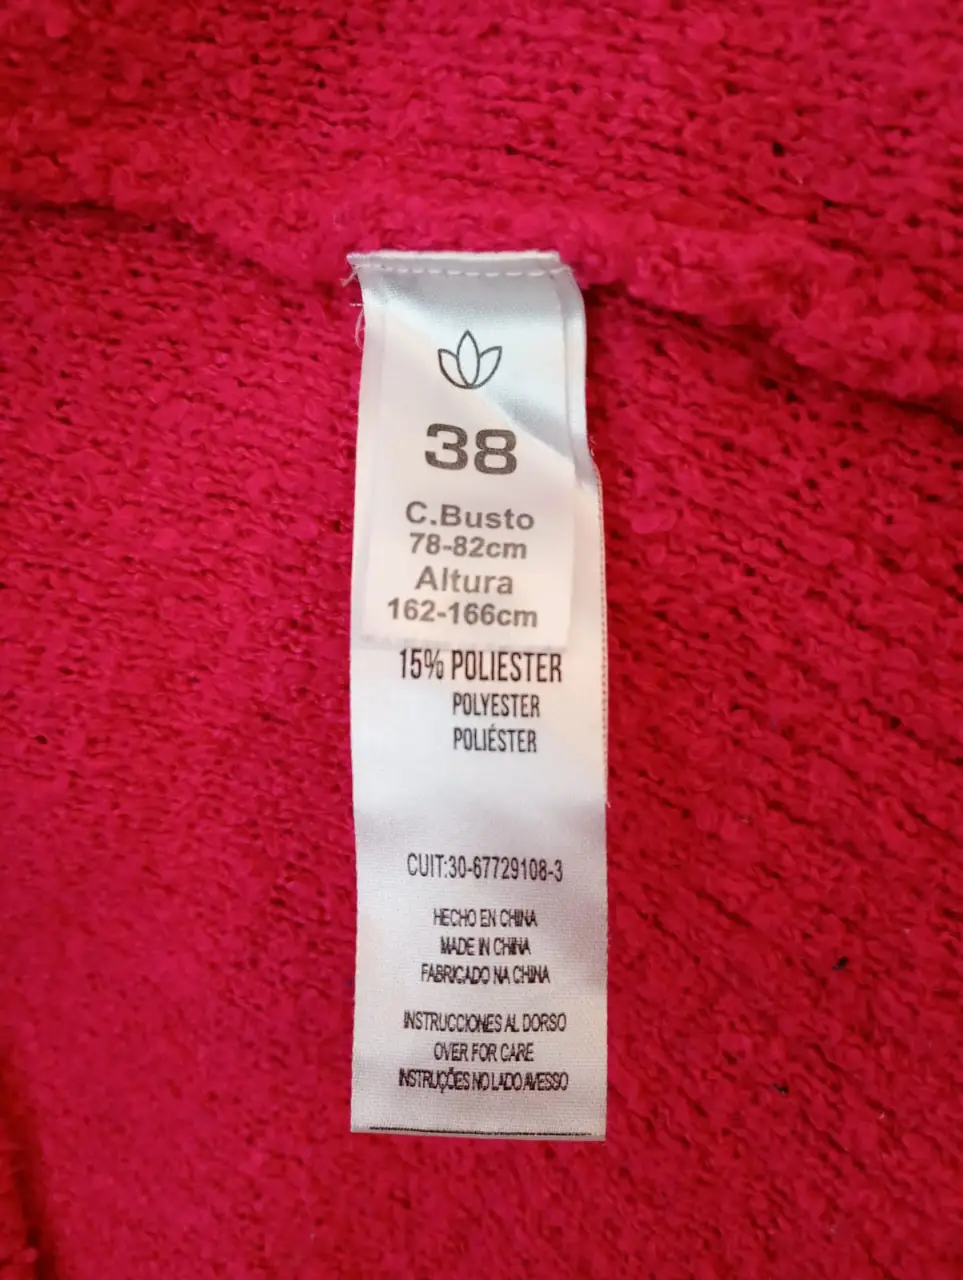 38
C.Busto
78-82cm
Altura
162-166cm
15% POLIESTER
POLYESTER
POLIÉSTER
CUIT:30-67729108-3
HECHO EN CHINA
MADE IN CHINA
FABRICADO NA CHINA
INSTRUCCIONES AL DORSO
OVER FOR CARE
INSTRUÇÕES NO LADO AVESSO